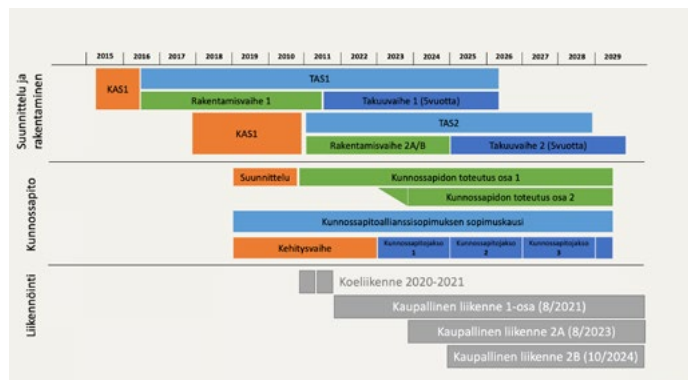 2015 2016 2017 2018 2019 2010 2011 2022 2023 2024 2025 2026 2027 2028 2029
Suunnittelu ja
rakentaminen
KAS1
TAS1
Rakentamisvaihe 1
Takuuvaihe 1 (5vuotta)
KAS1
TAS2
Rakentamisvaihe 2A/B
Takuuvaihe 2 (5vuotta)
Kunnossapito
Suunnittelu
Kunnossapidon toteutus osa 1
Kunnossapidon toteutus osa 2
Kunnossapitoallianssisopimuksen sopimuskausi
Kehitysvaihe
Kunnossapitojakso
1
Kunnossapitojakso
2
Kunnossapitojakso
3
Liikennöinti
Koeliikenne 2020-2021
Kaupallinen liikenne 1-osa (8/2021)
Kaupallinen liikenne 2A (8/2023)
Kaupallinen liikenne 2B (10/2024)